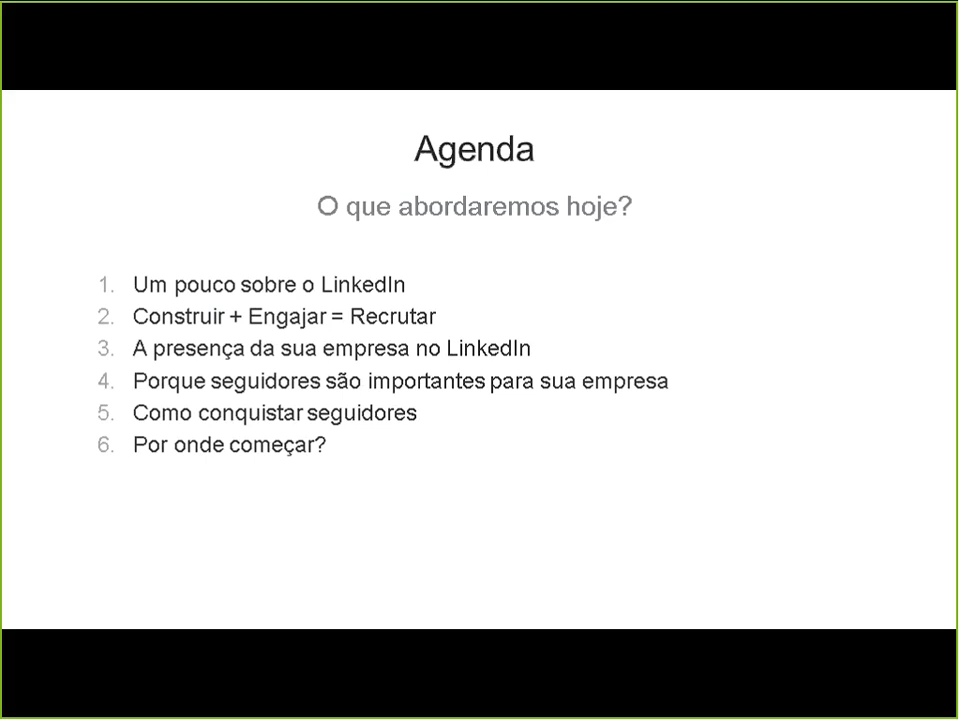 Agenda
O que abordaremos hoje?
1. Um pouco sobre o LinkedIn
2. Construir + Engajar = Recrutar
3. A presença da sua empresa no LinkedIn
4. Porque seguidores são importantes para sua empresa
5. Como conquistar seguidores
6. Por onde começar?